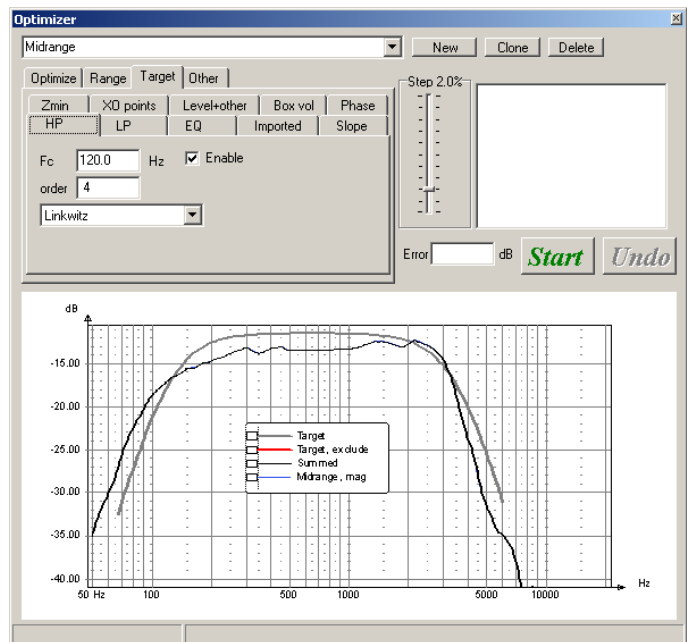 Optimizer
Midrange
New Clone Delete
Optimize Range Target Other
Step 2.0%
Zmin XO points Level+other Box vol Phase
HP LP EQ Imported Slope
Fc 120.0 Hz Enable
order 4
Linkwitz
Error dB Start Undo
dB
-15.00
-20.00
-25.00
-30.00
-35.00
-40.00
Target
Target, exclude
Summed
Midrange, mag
50 Hz 100 500 1000 5000 10000 Hz